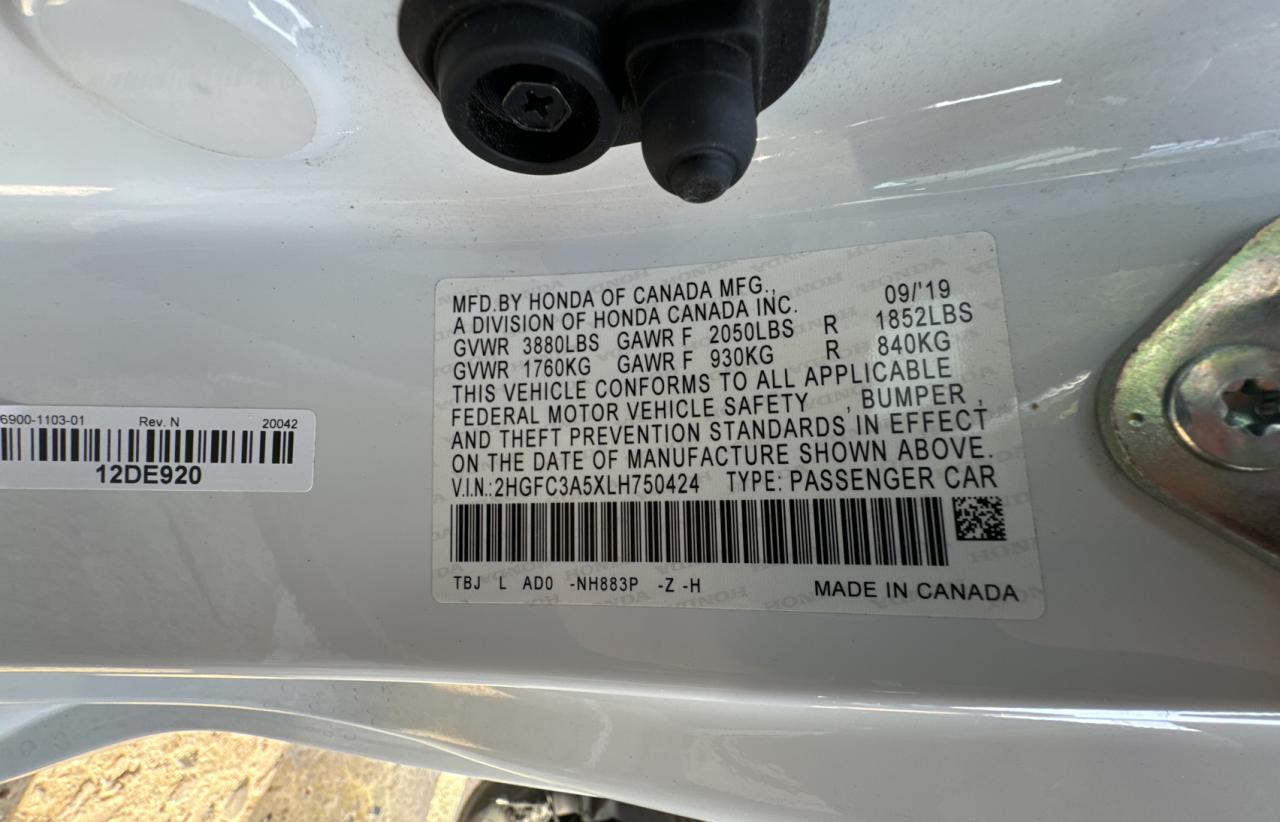 MFD.BY HONDA OF CANADA MFG., 09/'19
A DIVISION OF HONDA CANADA INC.
GVWR 3880LBS GAWR F 2050LBS R 1852LBS
GVWR 1760KG GAWR F 930KG R 840KG
THIS VEHICLE CONFORMS TO ALL APPLICABLE
FEDERAL MOTOR VEHICLE SAFETY , BUMPER ,
AND THEFT PREVENTION STANDARDS IN EFFECT
ON THE DATE OF MANUFACTURE SHOWN ABOVE.
V.I.N.:2HGFC3A5XLH750424 TYPE: PASSENGER CAR
TBJ L AD0 -NH883P -Z -H MADE IN CANADA
6900-1103-01 Rev. N 20042
12DE920